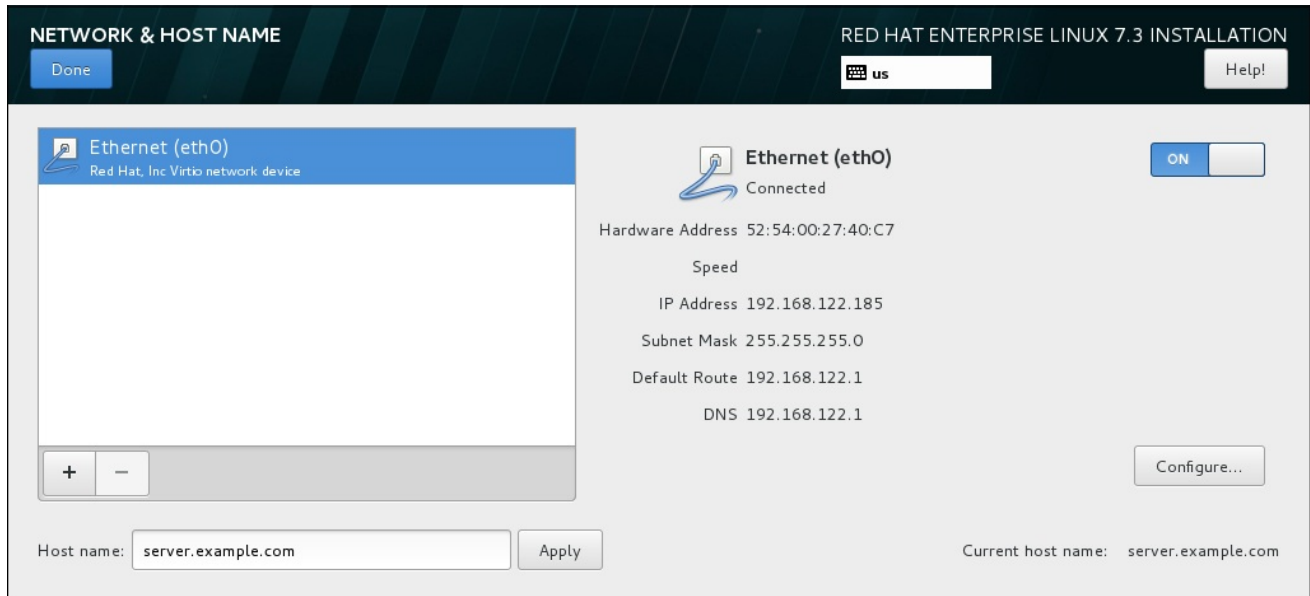 NETWORK & HOST NAME
RED HAT ENTERPRISE LINUX 7.3 INSTALLATION
Done
us
Help!
Ethernet (eth0)
Red Hat, Inc Virtio network device
Ethernet (eth0)
Connected
ON
Hardware Address 52:54:00:27:40:C7
Speed
IP Address 192.168.122.185
Subnet Mask 255.255.255.0
Default Route 192.168.122.1
DNS 192.168.122.1
+ −
Configure...
Host name: server.example.com Apply
Current host name: server.example.com